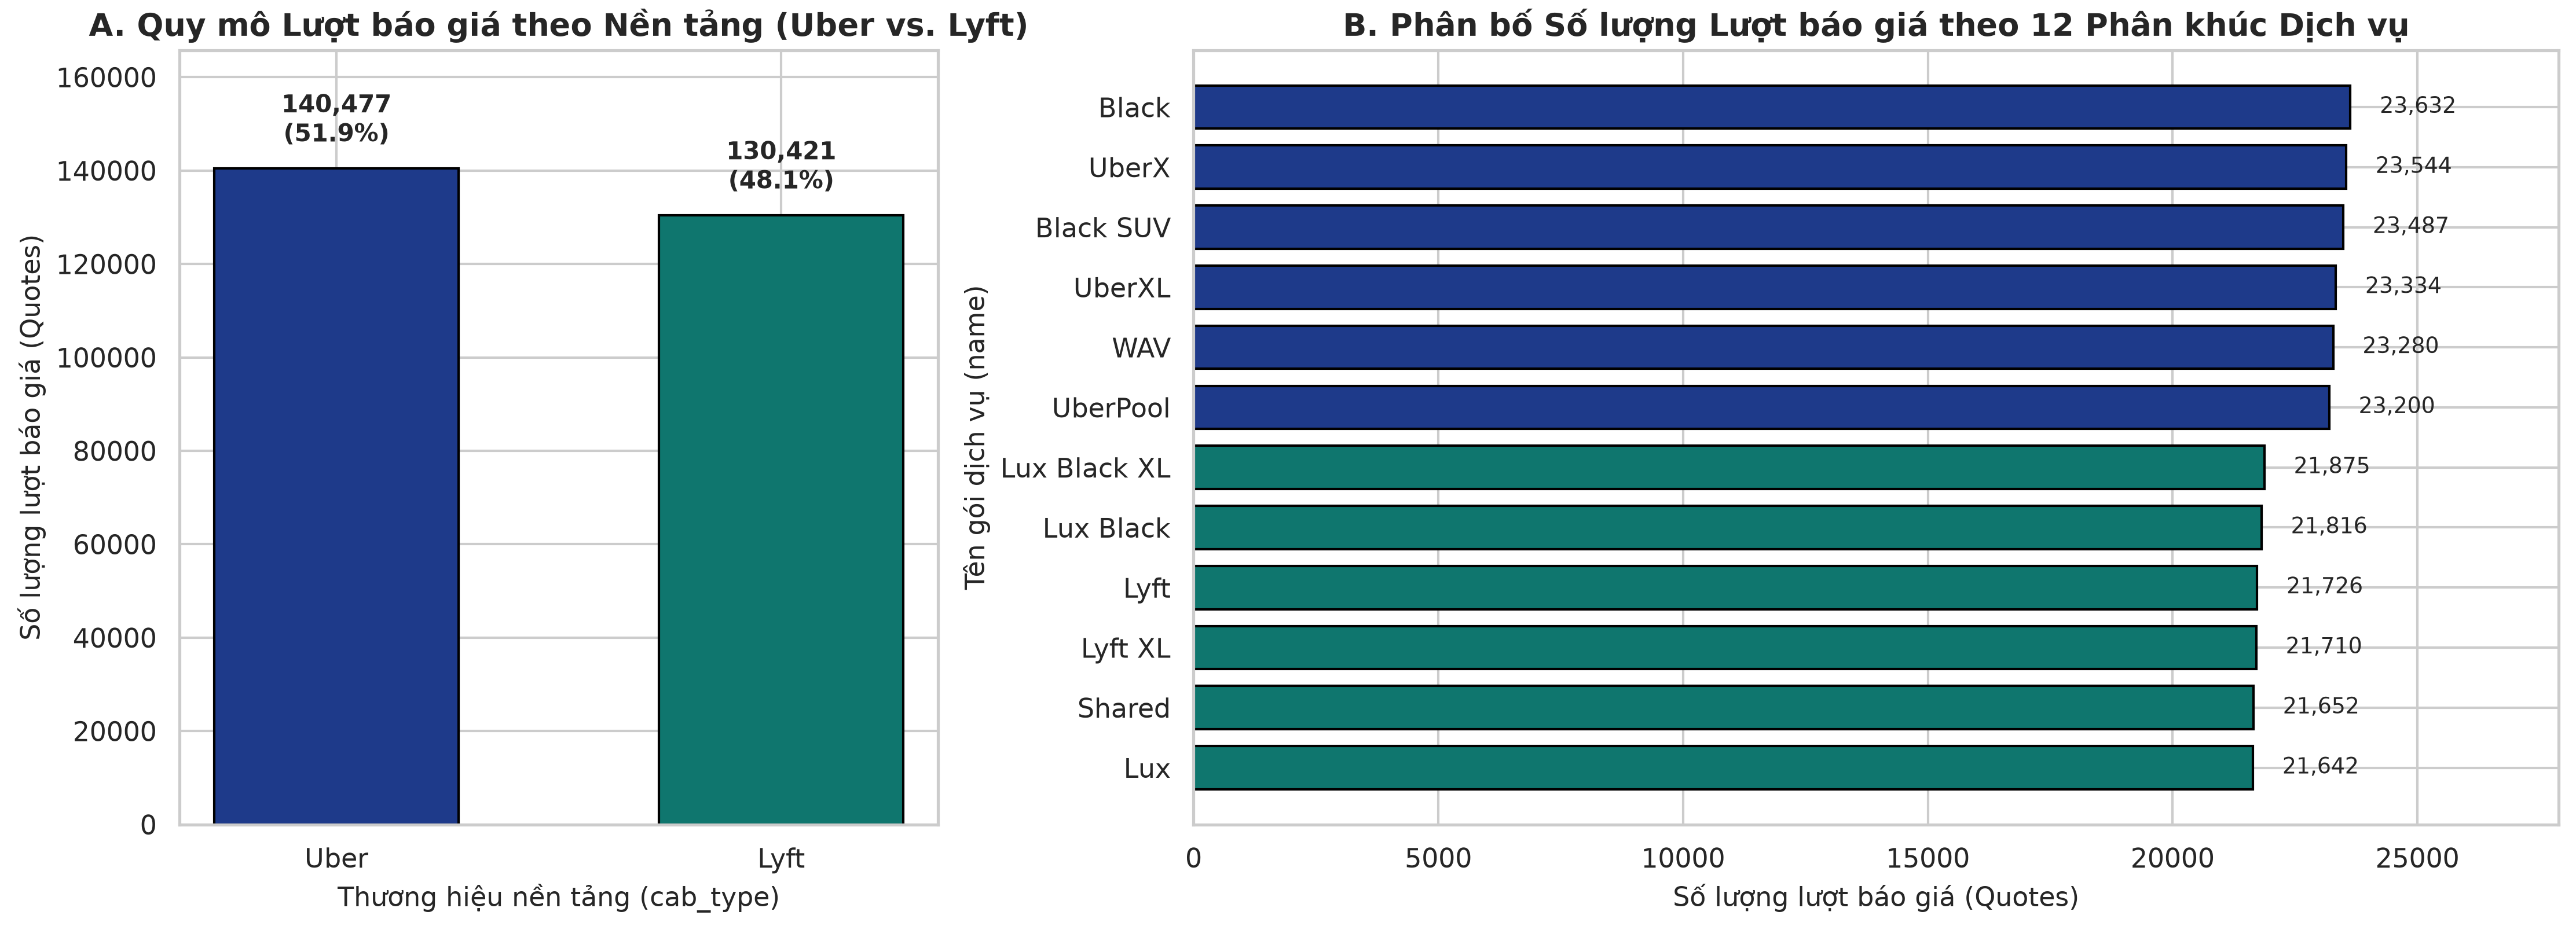 A. Quy mô Lượt báo giá theo Nền tảng (Uber vs. Lyft)
Số lượng lượt báo giá (Quotes)
160000
140000
120000
100000
80000
60000
40000
20000
0
140,477
(51.9%)
130,421
(48.1%)
Uber
Lyft
Thương hiệu nền tảng (cab_type)
B. Phân bố Số lượng Lượt báo giá theo 12 Phân khúc Dịch vụ
Tên gói dịch vụ (name)
Black 23,632
UberX 23,544
Black SUV 23,487
UberXL 23,334
WAV 23,280
UberPool 23,200
Lux Black XL 21,875
Lux Black 21,816
Lyft 21,726
Lyft XL 21,710
Shared 21,652
Lux 21,642
0 5000 10000 15000 20000 25000
Số lượng lượt báo giá (Quotes)